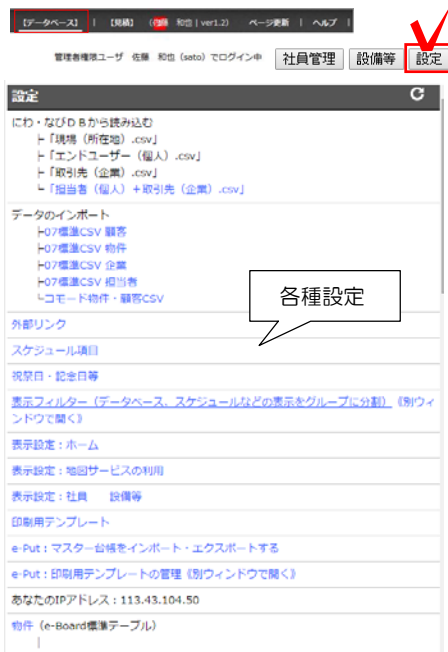 【データベース】 | 【見積】 (佐藤 和也 | ver1.2) ページ更新 | ヘルプ |
管理者権限ユーザ 佐藤 和也 (sato) でログイン中 社員管理 設備等 設定
設定
にわ・なびDBから読み込む
├「現場（所在地）.csv」
├「エンドユーザー（個人）.csv」
├「取引先（企業）.csv」
└「担当者（個人）＋取引先（企業）.csv」
データのインポート
├07標準CSV 顧客
├07標準CSV 物件
├07標準CSV 企業
├07標準CSV 担当者
└コモード物件・顧客CSV
各種設定
外部リンク
スケジュール項目
祝祭日・記念日等
表示フィルター（データベース、スケジュールなどの表示をグループに分割）《別ウィ
ンドウで開く》
表示設定：ホーム
表示設定：地図サービスの利用
表示設定：社員 設備等
印刷用テンプレート
e-Put：マスター台帳をインポート・エクスポートする
e-Put：印刷用テンプレートの管理《別ウィンドウで開く》
あなたのIPアドレス：113.43.104.50
物件（e-Board標準テーブル）